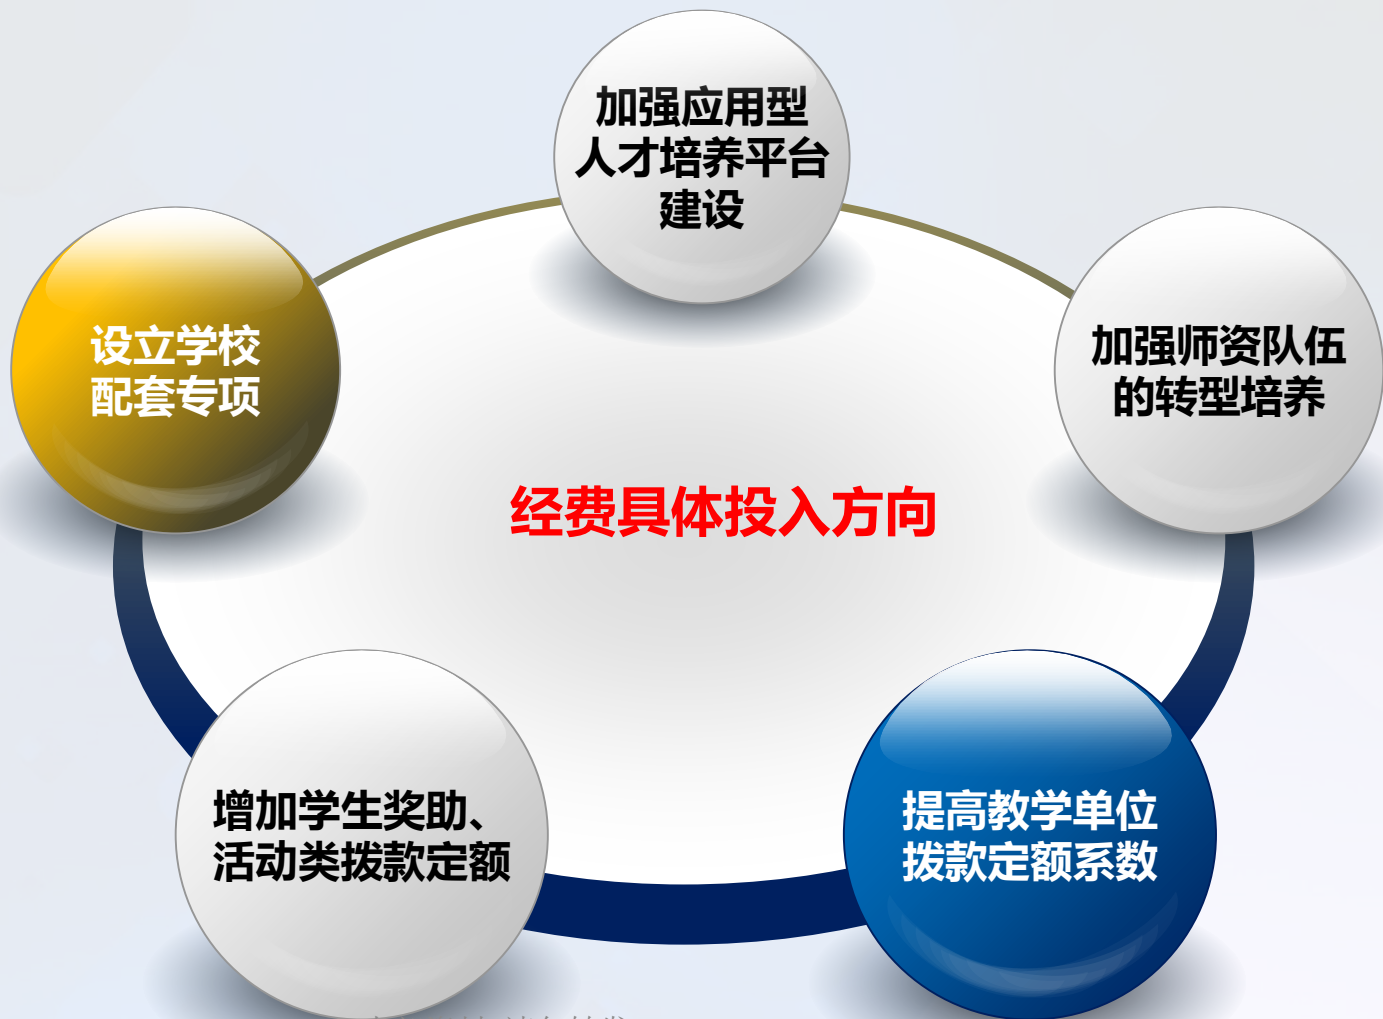 加强应用型
人才培养平台
建设
设立学校
配套专项
加强师资队伍
的转型培养
经费具体投入方向
增加学生奖助、
活动类拨款定额
提高教学单位
拨款定额系数